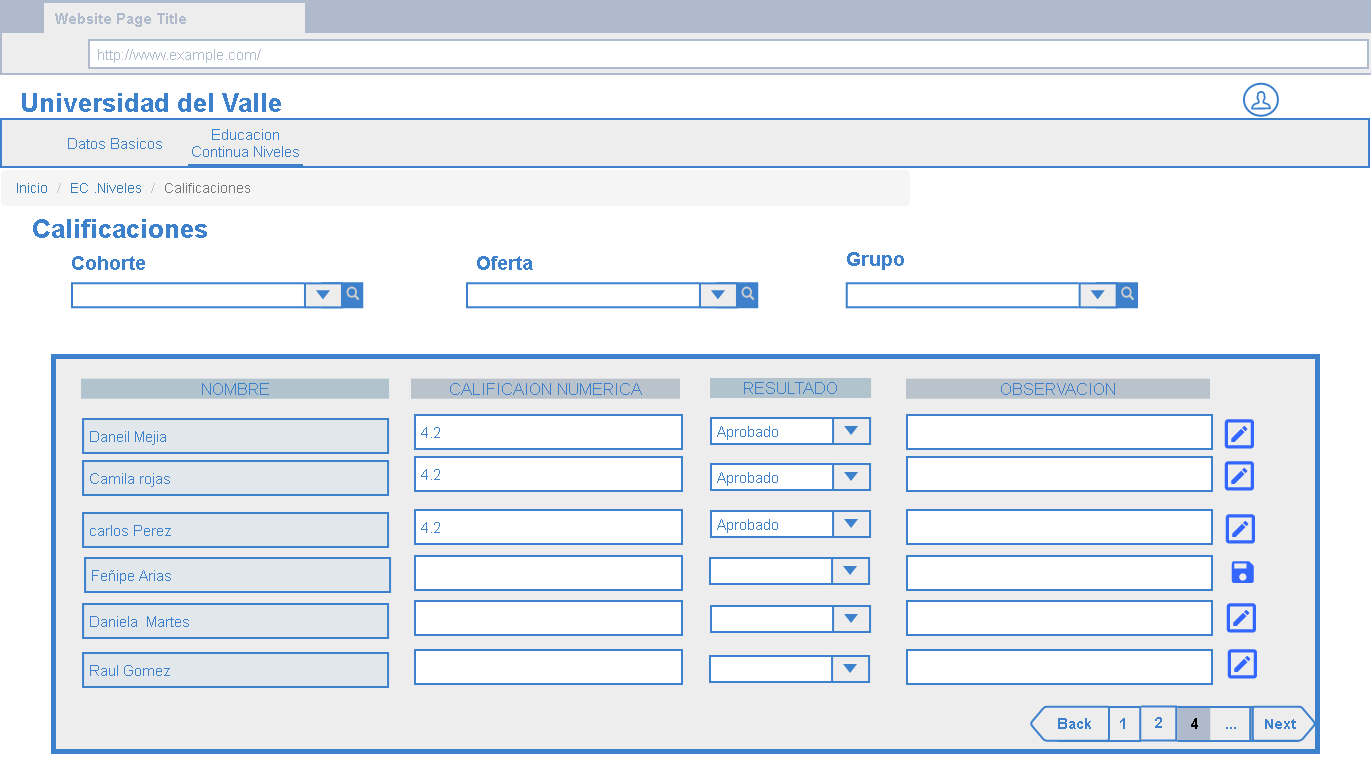 Website Page Title
http://www.example.com/
Universidad del Valle
Datos Basicos
Educacion
Continua Niveles
Inicio / EC .Niveles / Calificaciones
Calificaciones
Cohorte
Oferta
Grupo
NOMBRE
CALIFICAION NUMERICA
RESULTADO
OBSERVACION
Daneil Mejia
4.2
Aprobado
Camila rojas
4.2
Aprobado
carlos Perez
4.2
Aprobado
Feñipe Arias
Daniela Martes
Raul Gomez
Back 1 2 4 ... Next